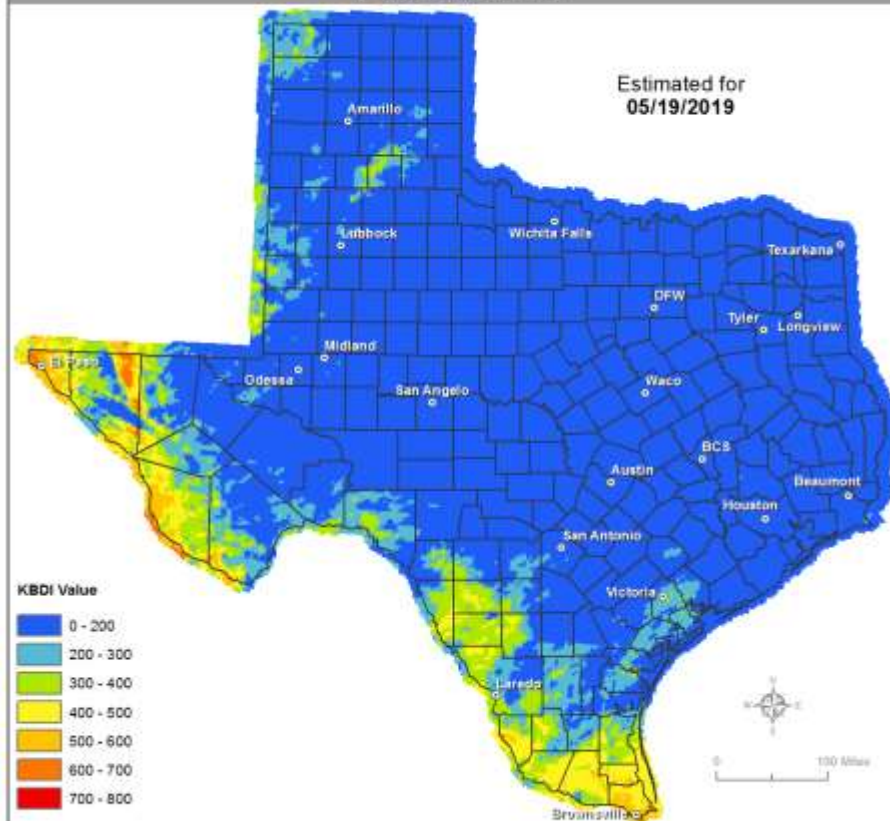 Estimated for
05/19/2019
Amarillo
Lubbock
Wichita Falls
Texarkana
DFW
Tyler
Longview
Midland
El Paso
Odessa
San Angelo
Waco
BCS
Austin
Beaumont
Houston
San Antonio
Victoria
Laredo
Brownsville
KBDI Value
0 - 200
200 - 300
300 - 400
400 - 500
500 - 600
600 - 700
700 - 800
N
W
E
S
0 100 Miles